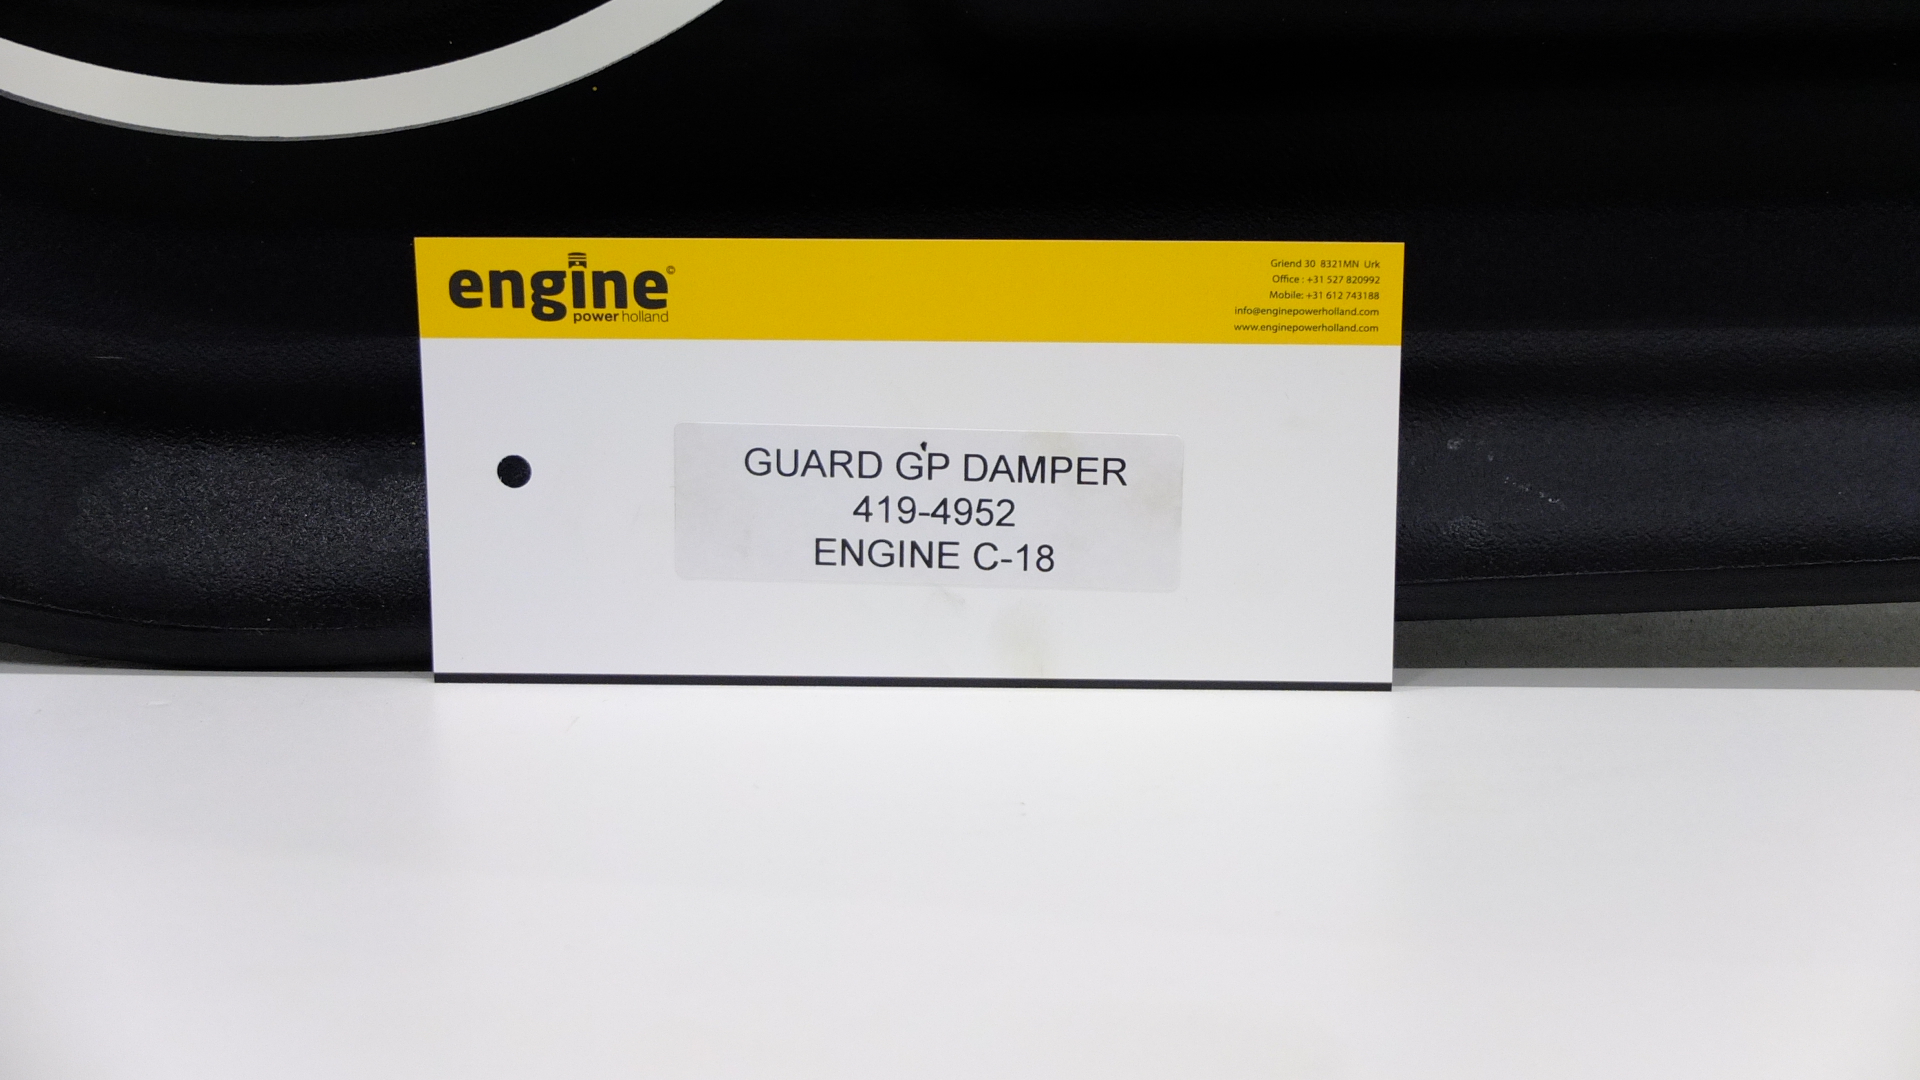 engine©
power holland
Griend 30 8321MN Urk
Office : +31 527 820992
Mobile: +31 612 743188
info@enginepowerholland.com
www.enginepowerholland.com
GUARD GP DAMPER
419-4952
ENGINE C-18